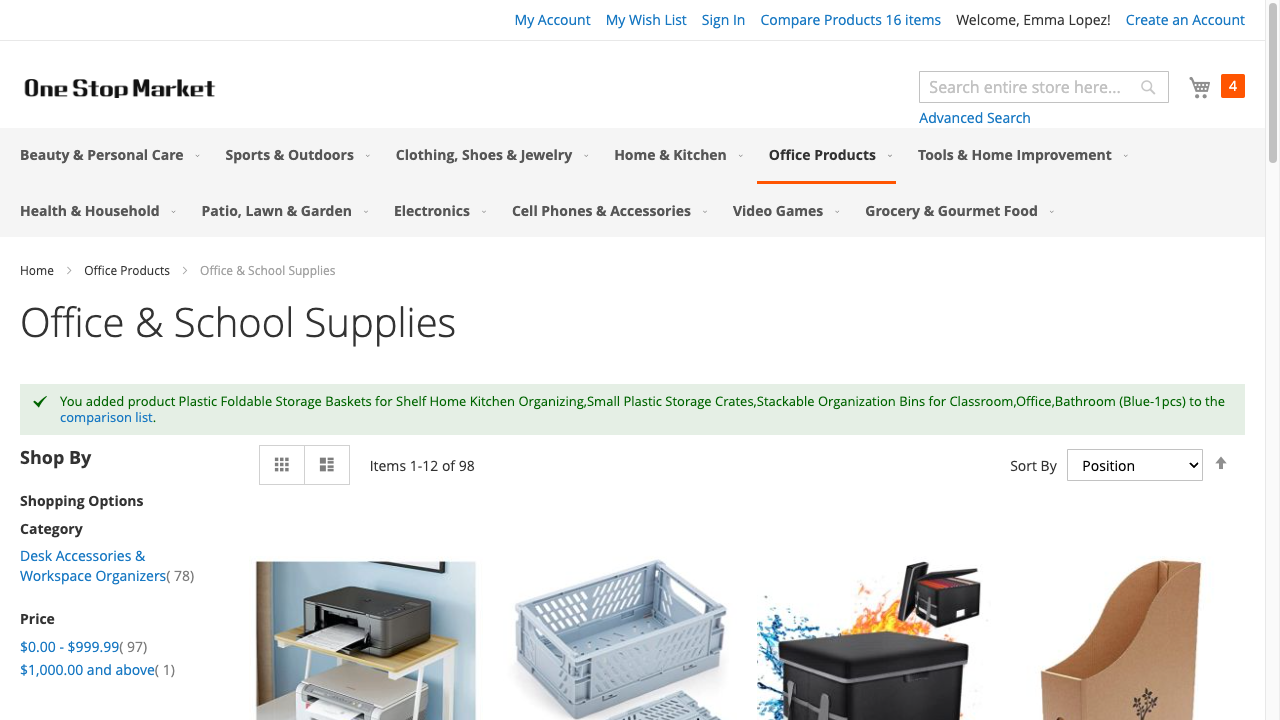 My Account My Wish List Sign In Compare Products 16 items Welcome, Emma Lopez! Create an Account
One Stop Market
Search entire store here...
4
Advanced Search
Beauty & Personal Care Sports & Outdoors Clothing, Shoes & Jewelry Home & Kitchen Office Products Tools & Home Improvement
Health & Household Patio, Lawn & Garden Electronics Cell Phones & Accessories Video Games Grocery & Gourmet Food
Home Office Products Office & School Supplies
Office & School Supplies
You added product Plastic Foldable Storage Baskets for Shelf Home Kitchen Organizing,Small Plastic Storage Crates,Stackable Organization Bins for Classroom,Office,Bathroom (Blue-1pcs) to the
comparison list.
Shop By
Items 1-12 of 98
Sort By Position
Shopping Options
Category
Desk Accessories &
Workspace Organizers( 78)
Price
$0.00 - $999.99( 97)
$1,000.00 and above( 1)